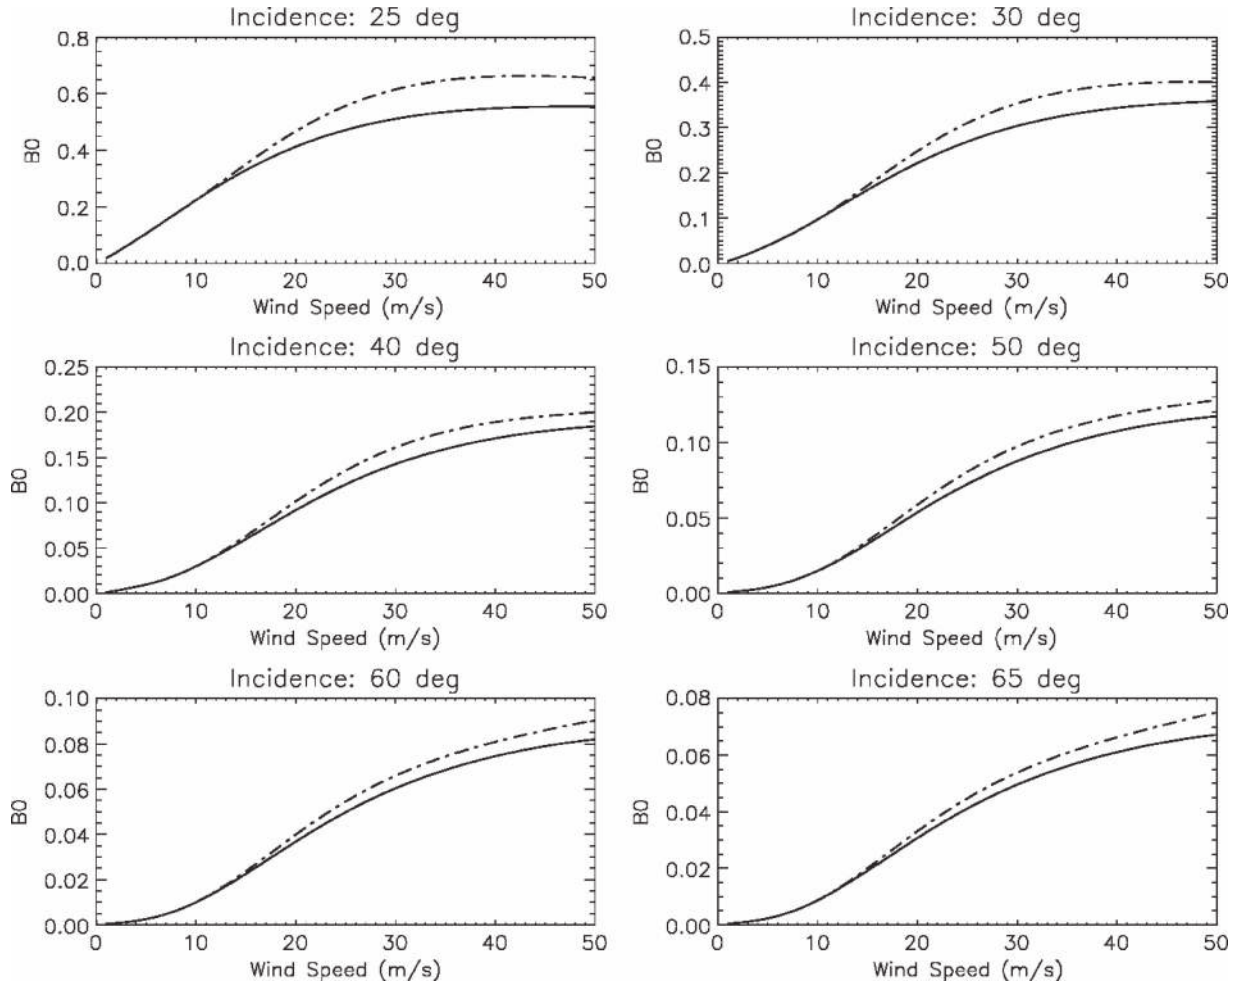 Incidence: 25 deg
0.8
0.6
0.4
0.2
0.0
B0
0 10 20 30 40 50
Wind Speed (m/s)
Incidence: 30 deg
0.5
0.4
0.3
0.2
0.1
0.0
B0
0 10 20 30 40 50
Wind Speed (m/s)
Incidence: 40 deg
0.25
0.20
0.15
0.10
0.05
0.00
B0
0 10 20 30 40 50
Wind Speed (m/s)
Incidence: 50 deg
0.15
0.10
0.05
0.00
B0
0 10 20 30 40 50
Wind Speed (m/s)
Incidence: 60 deg
0.10
0.08
0.06
0.04
0.02
0.00
B0
0 10 20 30 40 50
Wind Speed (m/s)
Incidence: 65 deg
0.08
0.06
0.04
0.02
0.00
B0
0 10 20 30 40 50
Wind Speed (m/s)